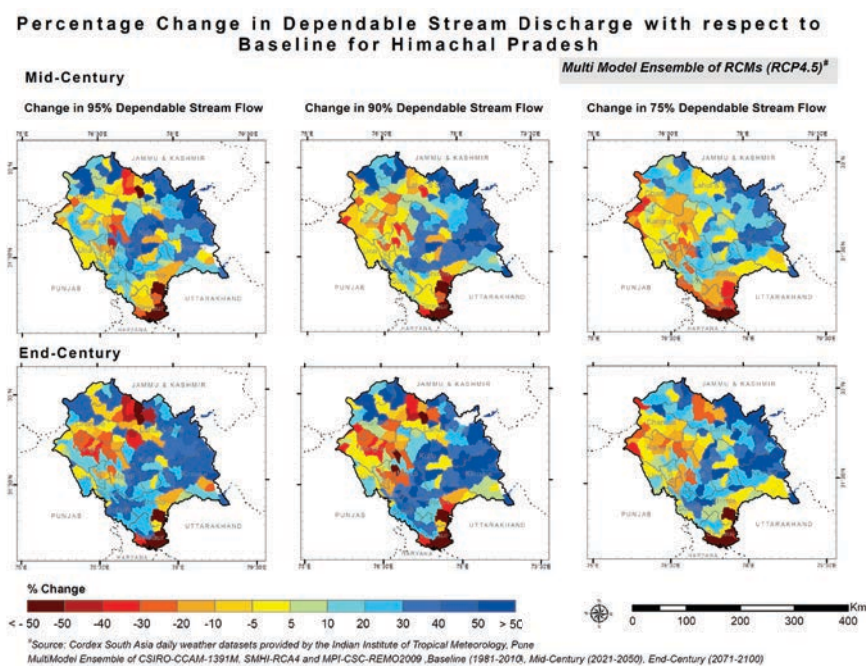 Percentage Change in Dependable Stream Discharge with respect to
Baseline for Himachal Pradesh
Mid-Century
Multi Model Ensemble of RCMs (RCP4.5)#
Change in 95% Dependable Stream Flow
Change in 90% Dependable Stream Flow
Change in 75% Dependable Stream Flow
JAMMU & KASHMIR
JAMMU & KASHMIR
JAMMU & KASHMIR
PUNJAB
UTTARAKHAND
PUNJAB
UTTARAKHAND
PUNJAB
UTTARAKHAND
HARYANA
HARYANA
HARYANA
End-Century
JAMMU & KASHMIR
JAMMU & KASHMIR
JAMMU & KASHMIR
PUNJAB
UTTARAKHAND
PUNJAB
UTTARAKHAND
PUNJAB
UTTARAKHAND
HARYANA
HARYANA
HARYANA
% Change
< -50 -50 -40 -30 -20 -10 -5 5 10 20 30 40 50 > 50
0 100 200 300 400 Km
#Source: Cordex South Asia daily weather datasets provided by the Indian Institute of Tropical Meteorology, Pune
MultiModel Ensemble of CSIRO-CCAM-1391M, SMHI-RCA4 and MPI-CSC-REMO2009 ,Baseline (1981-2010), Mid-Century (2021-2050), End-Century (2071-2100)